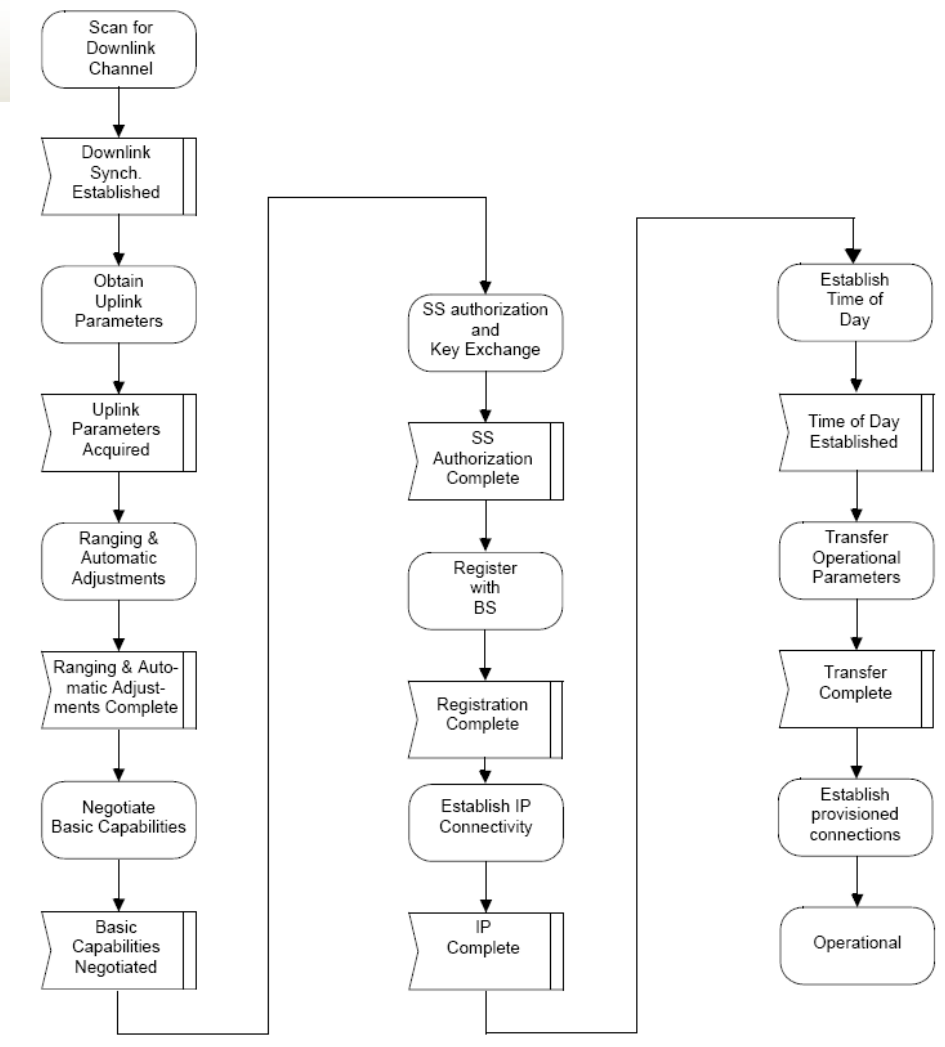 Scan for
Downlink
Channel
Downlink
Synch.
Established
Obtain
Uplink
Parameters
Uplink
Parameters
Acquired
Ranging &
Automatic
Adjustments
Ranging & Auto-
matic Adjust-
ments Complete
Negotiate
Basic Capabilities
Basic
Capabilities
Negotiated
SS authorization
and
Key Exchange
SS
Authorization
Complete
Register
with
BS
Registration
Complete
Establish IP
Connectivity
IP
Complete
Establish
Time of
Day
Time of Day
Established
Transfer
Operational
Parameters
Transfer
Complete
Establish
provisioned
connections
Operational